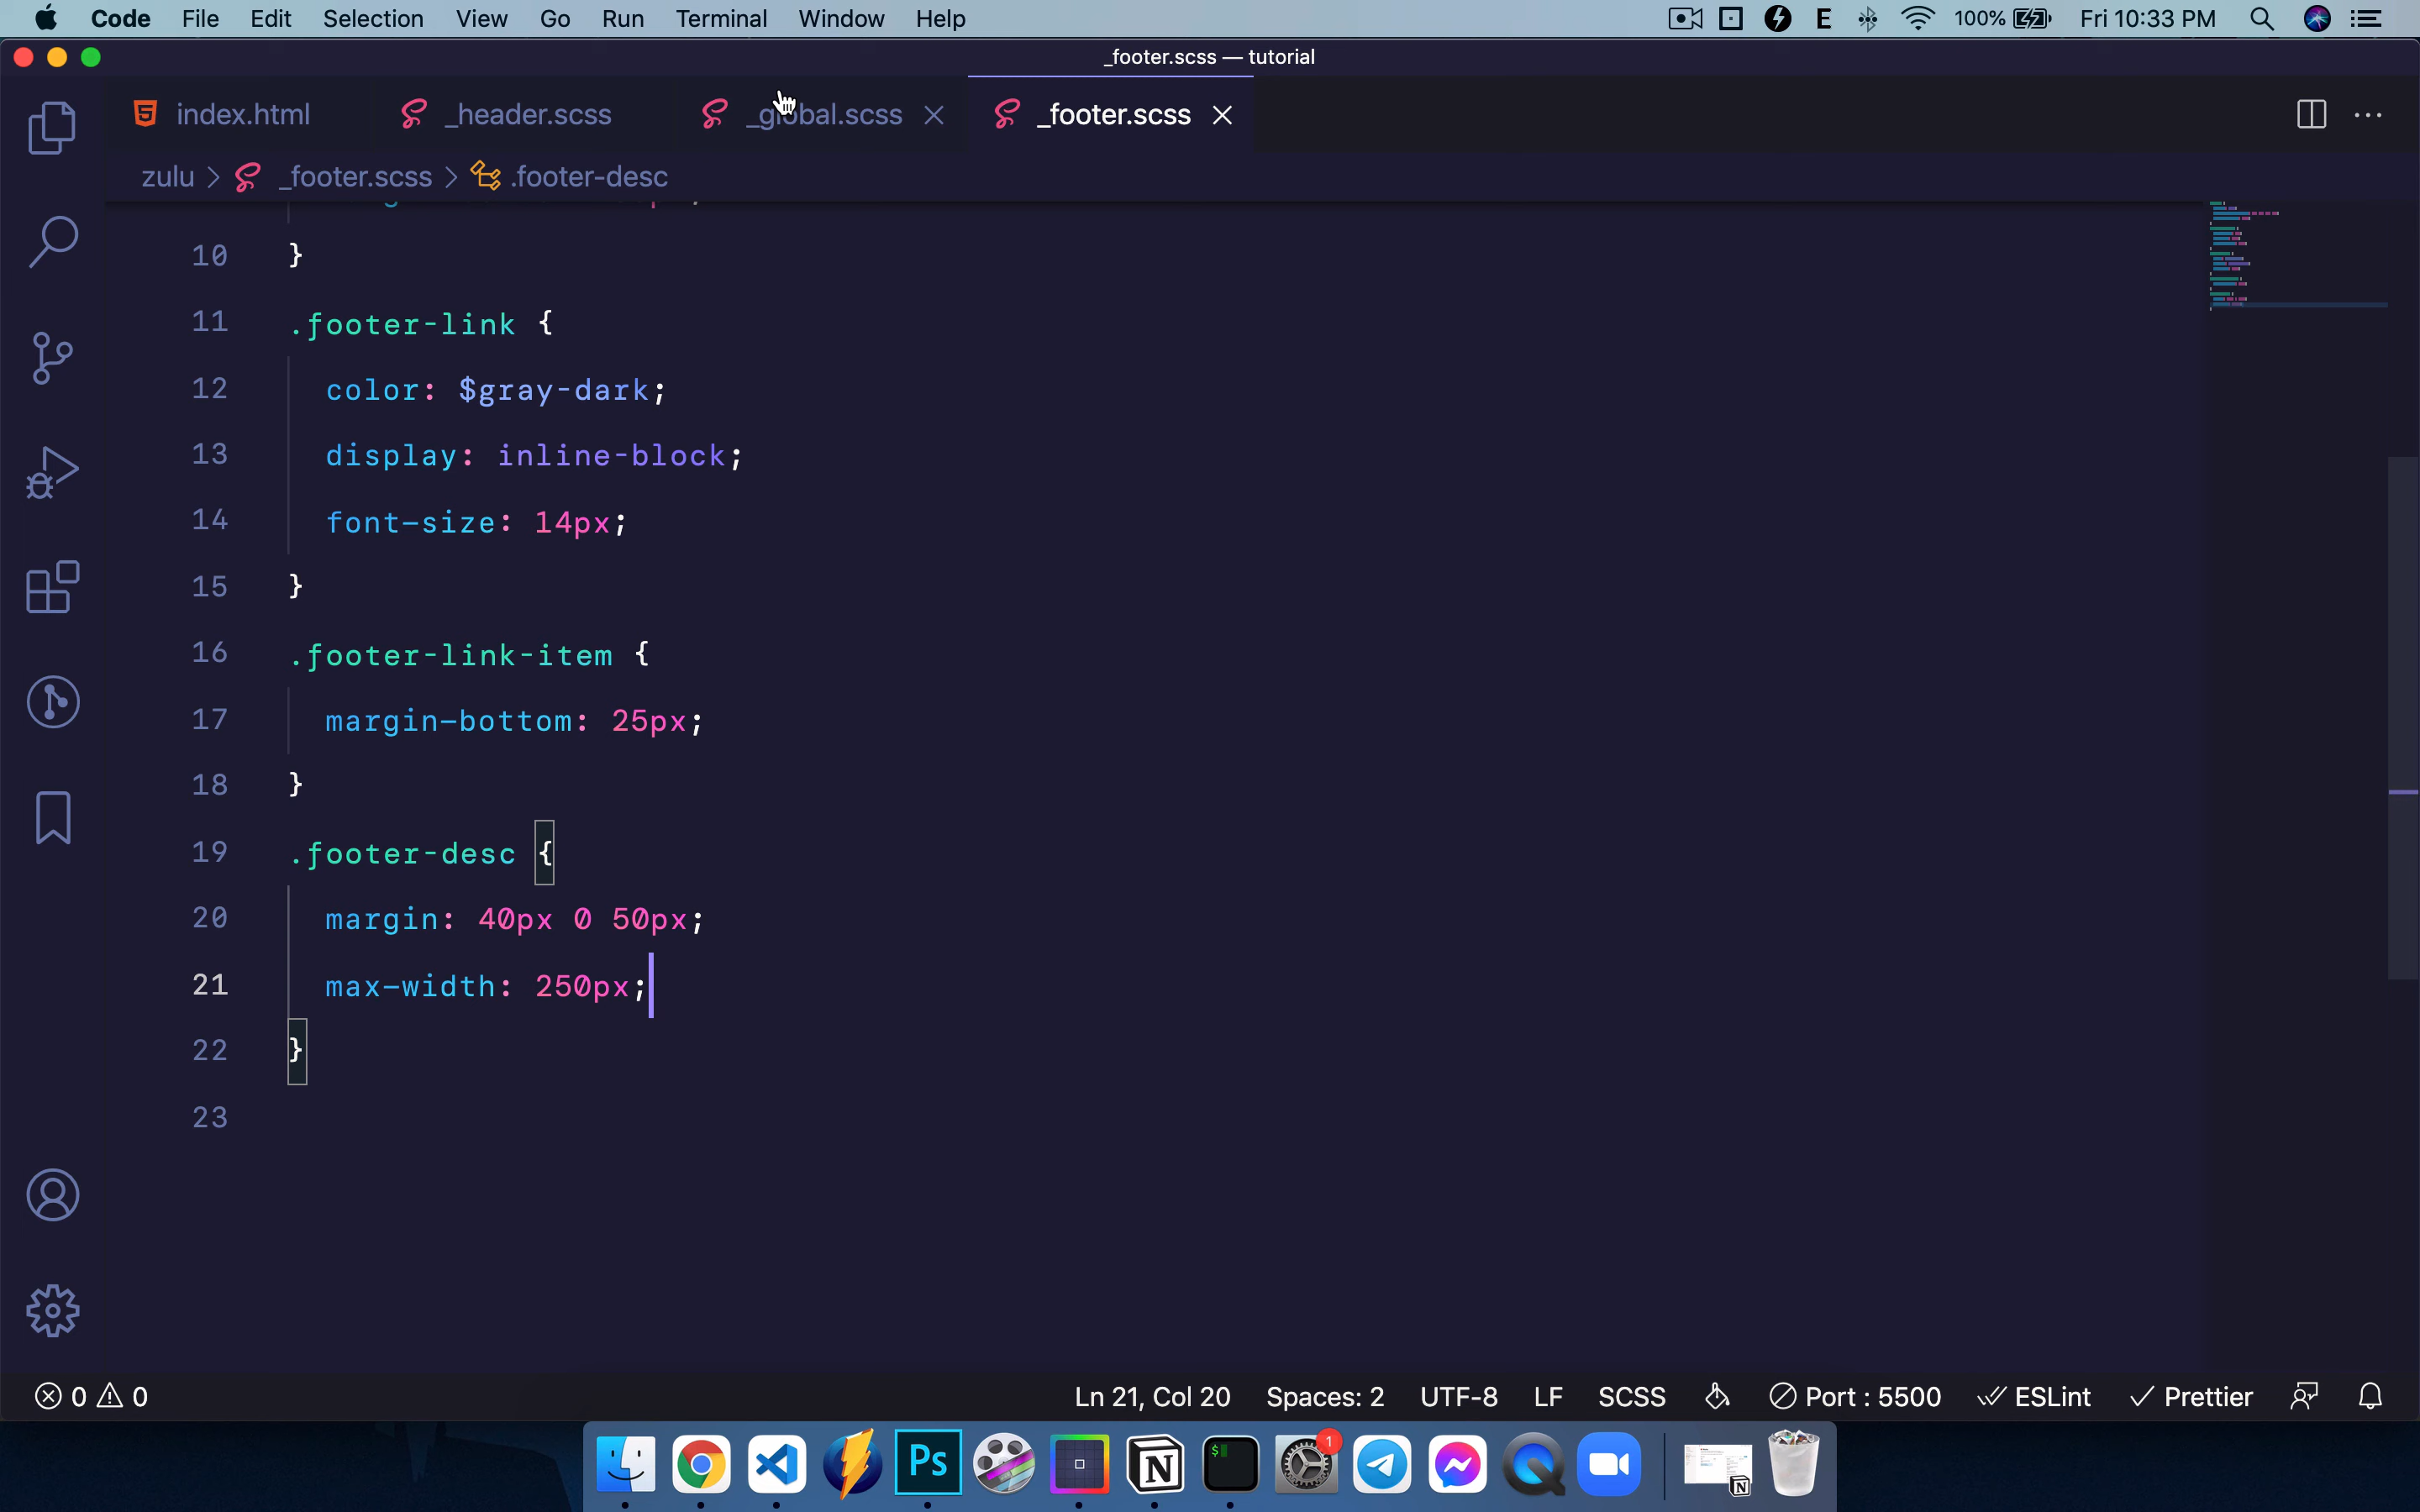 Code File Edit Selection View Go Run Terminal Window Help E 100% Fri 10:33 PM
_footer.scss — tutorial
index.html _header.scss _global.scss _footer.scss
zulu > _footer.scss > .footer-desc
10 }
11 .footer-link {
12 color: $gray-dark;
13 display: inline-block;
14 font-size: 14px;
15 }
16 .footer-link-item {
17 margin-bottom: 25px;
18 }
19 .footer-desc {
20 margin: 40px 0 50px;
21 max-width: 250px;
22 }
23
0 0 Ln 21, Col 20 Spaces: 2 UTF-8 LF SCSS Port : 5500 ESLint Prettier
Ps N $ 1